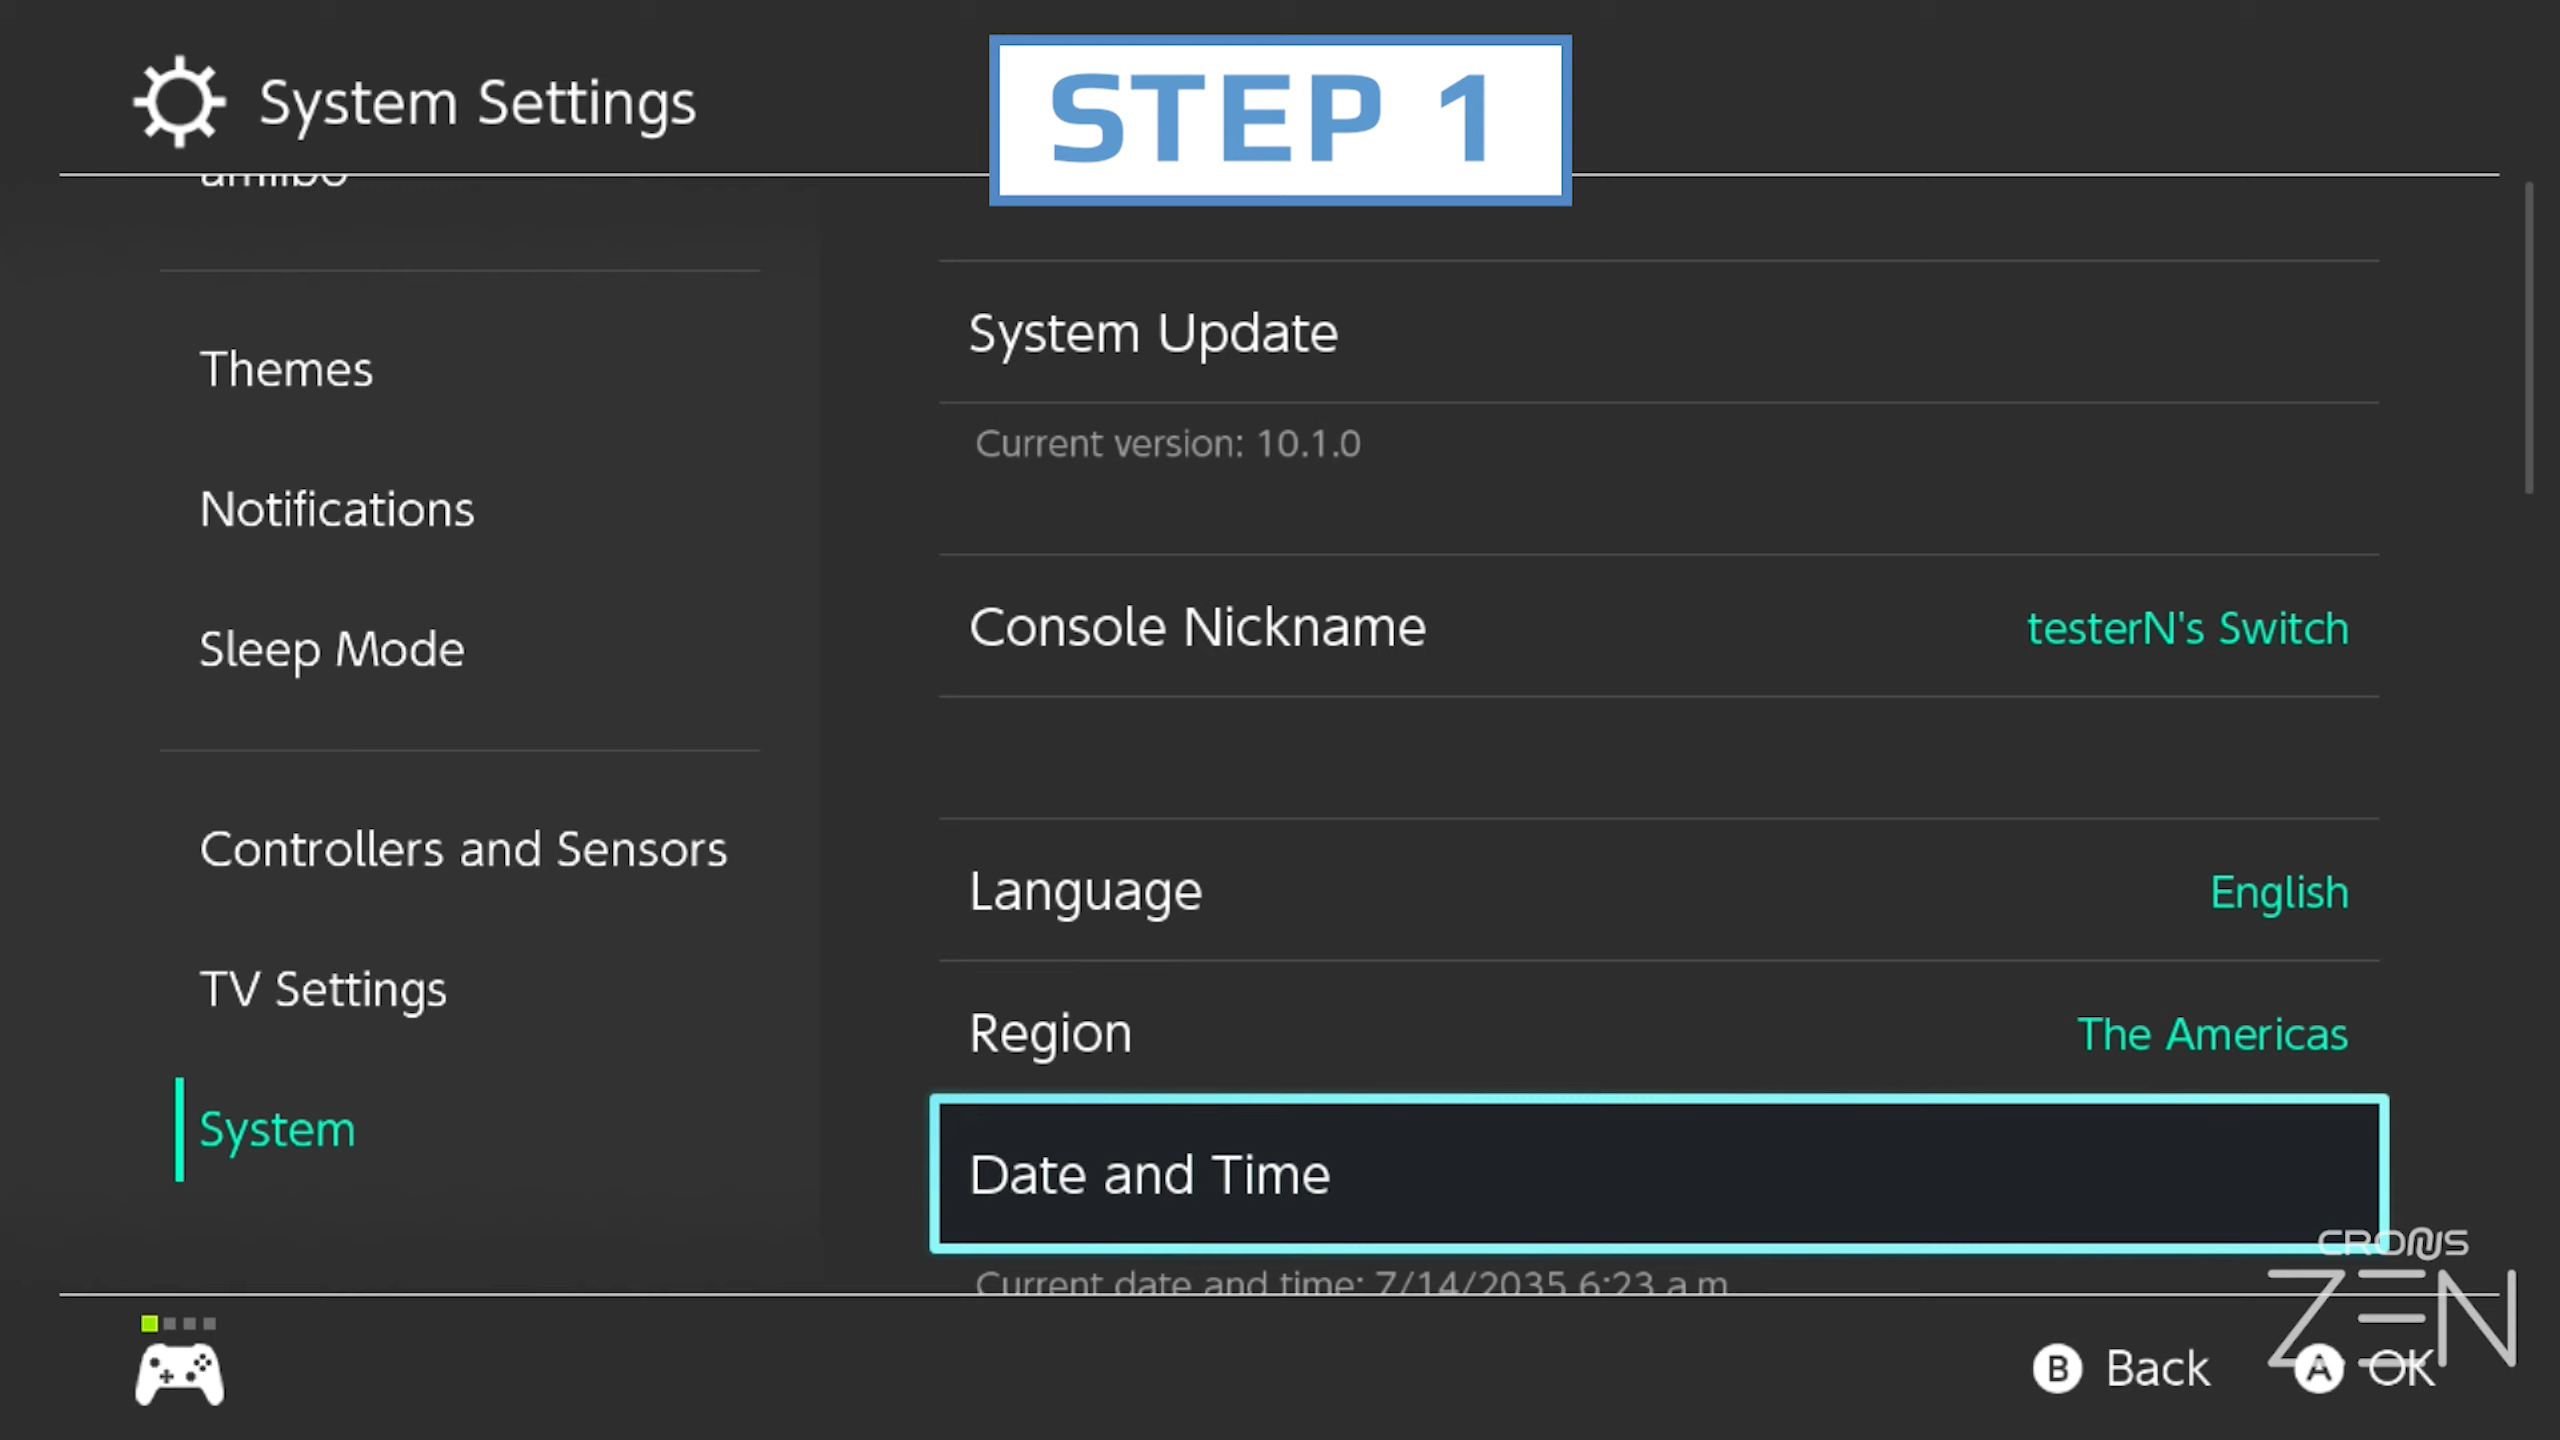 System Settings
STEP 1
amiibo
Themes
Notifications
Sleep Mode
Controllers and Sensors
TV Settings
System
System Update
Current version: 10.1.0
Console Nickname
testerN's Switch
Language
English
Region
The Americas
Date and Time
Current date and time: 7/14/2035 6:23 a.m
CRONUS
ZEN
B Back
A OK